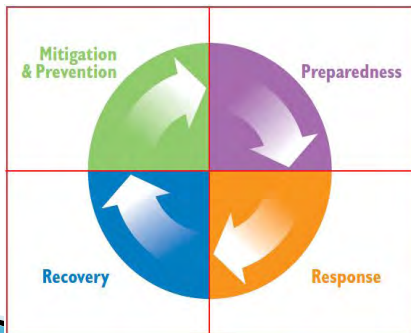 Mitigation
& Prevention
Preparedness
Recovery
Response